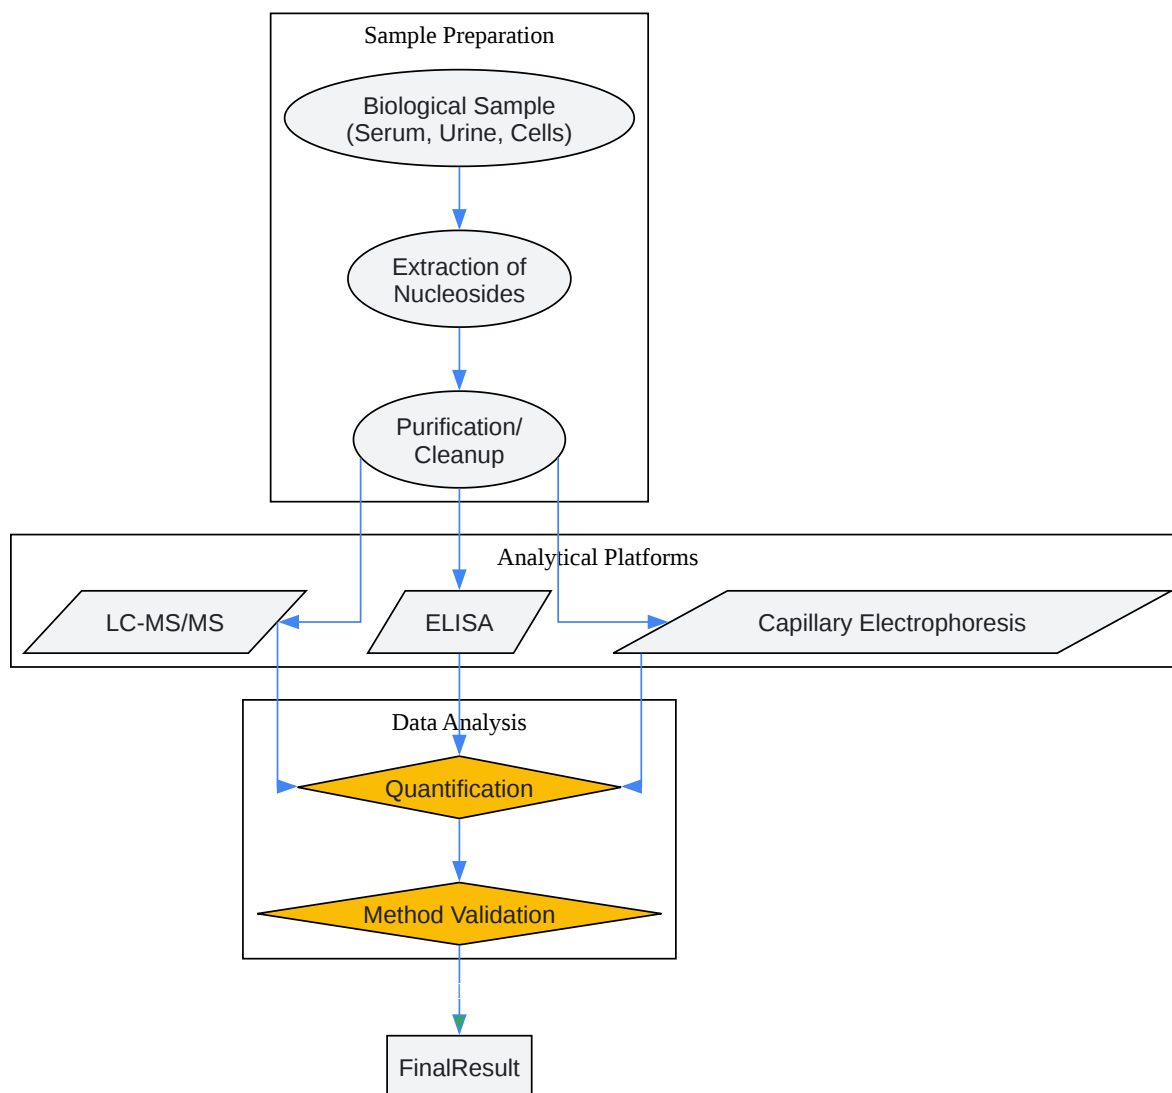 Sample Preparation
Biological Sample
(Serum, Urine, Cells)
Extraction of
Nucleosides
Purification/
Cleanup
Analytical Platforms
LC-MS/MS
ELISA
Capillary Electrophoresis
Data Analysis
Quantification
Method Validation
FinalResult